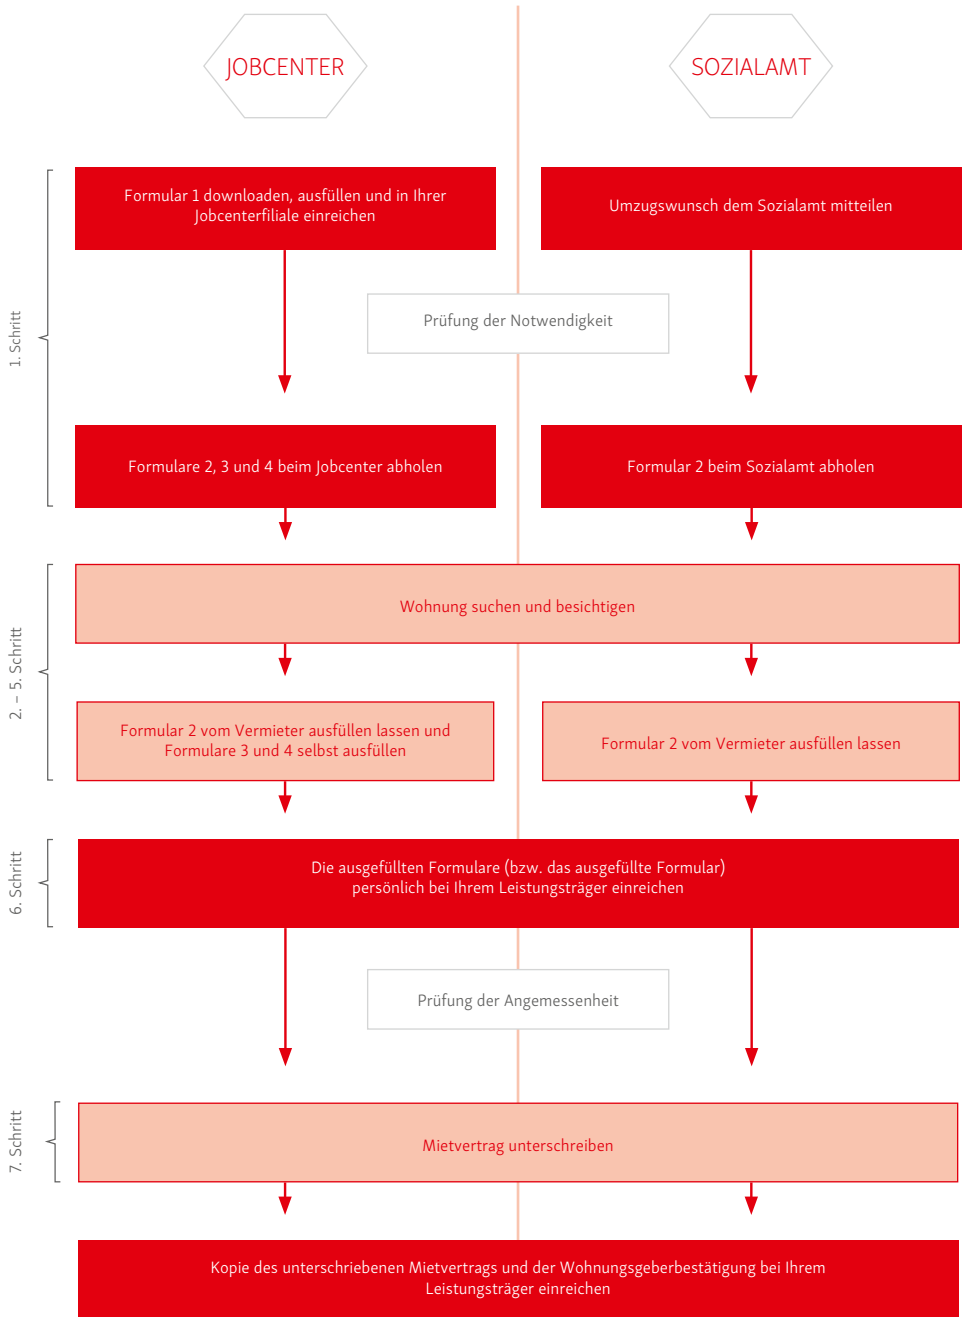 JOBCENTER
SOZIALAMT
1. Schritt
Formular 1 downloaden, ausfüllen und in Ihrer
Jobcenterfiliale einreichen
Umzugswunsch dem Sozialamt mitteilen
Prüfung der Notwendigkeit
Formulare 2, 3 und 4 beim Jobcenter abholen
Formular 2 beim Sozialamt abholen
2. – 5. Schritt
Wohnung suchen und besichtigen
Formular 2 vom Vermieter ausfüllen lassen und
Formulare 3 und 4 selbst ausfüllen
Formular 2 vom Vermieter ausfüllen lassen
6. Schritt
Die ausgefüllten Formulare (bzw. das ausgefüllte Formular)
persönlich bei Ihrem Leistungsträger einreichen
Prüfung der Angemessenheit
7. Schritt
Mietvertrag unterschreiben
Kopie des unterschriebenen Mietvertrags und der Wohnungsgeberbestätigung bei Ihrem
Leistungsträger einreichen